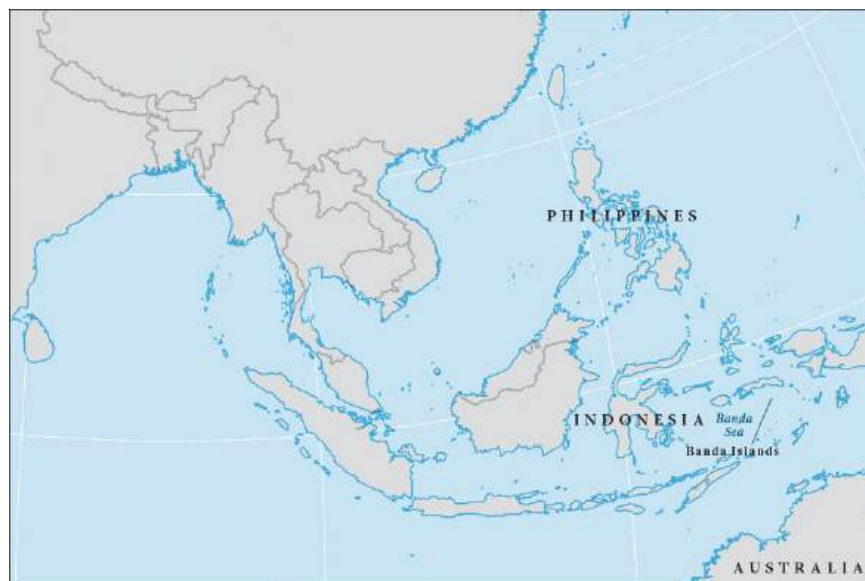 PHILIPPINES
INDONESIA
Banda
Sea
Banda Islands
AUSTRALIA